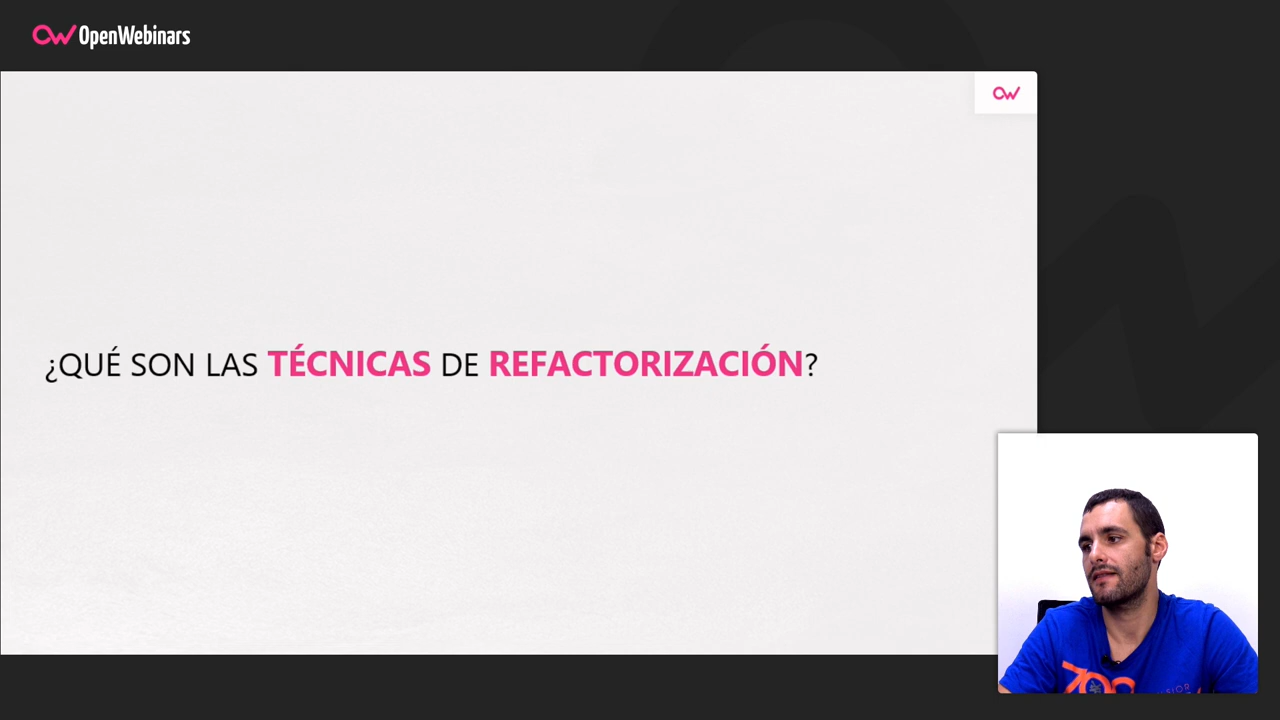 OpenWebinars
¿QUÉ SON LAS TÉCNICAS DE REFACTORIZACIÓN?